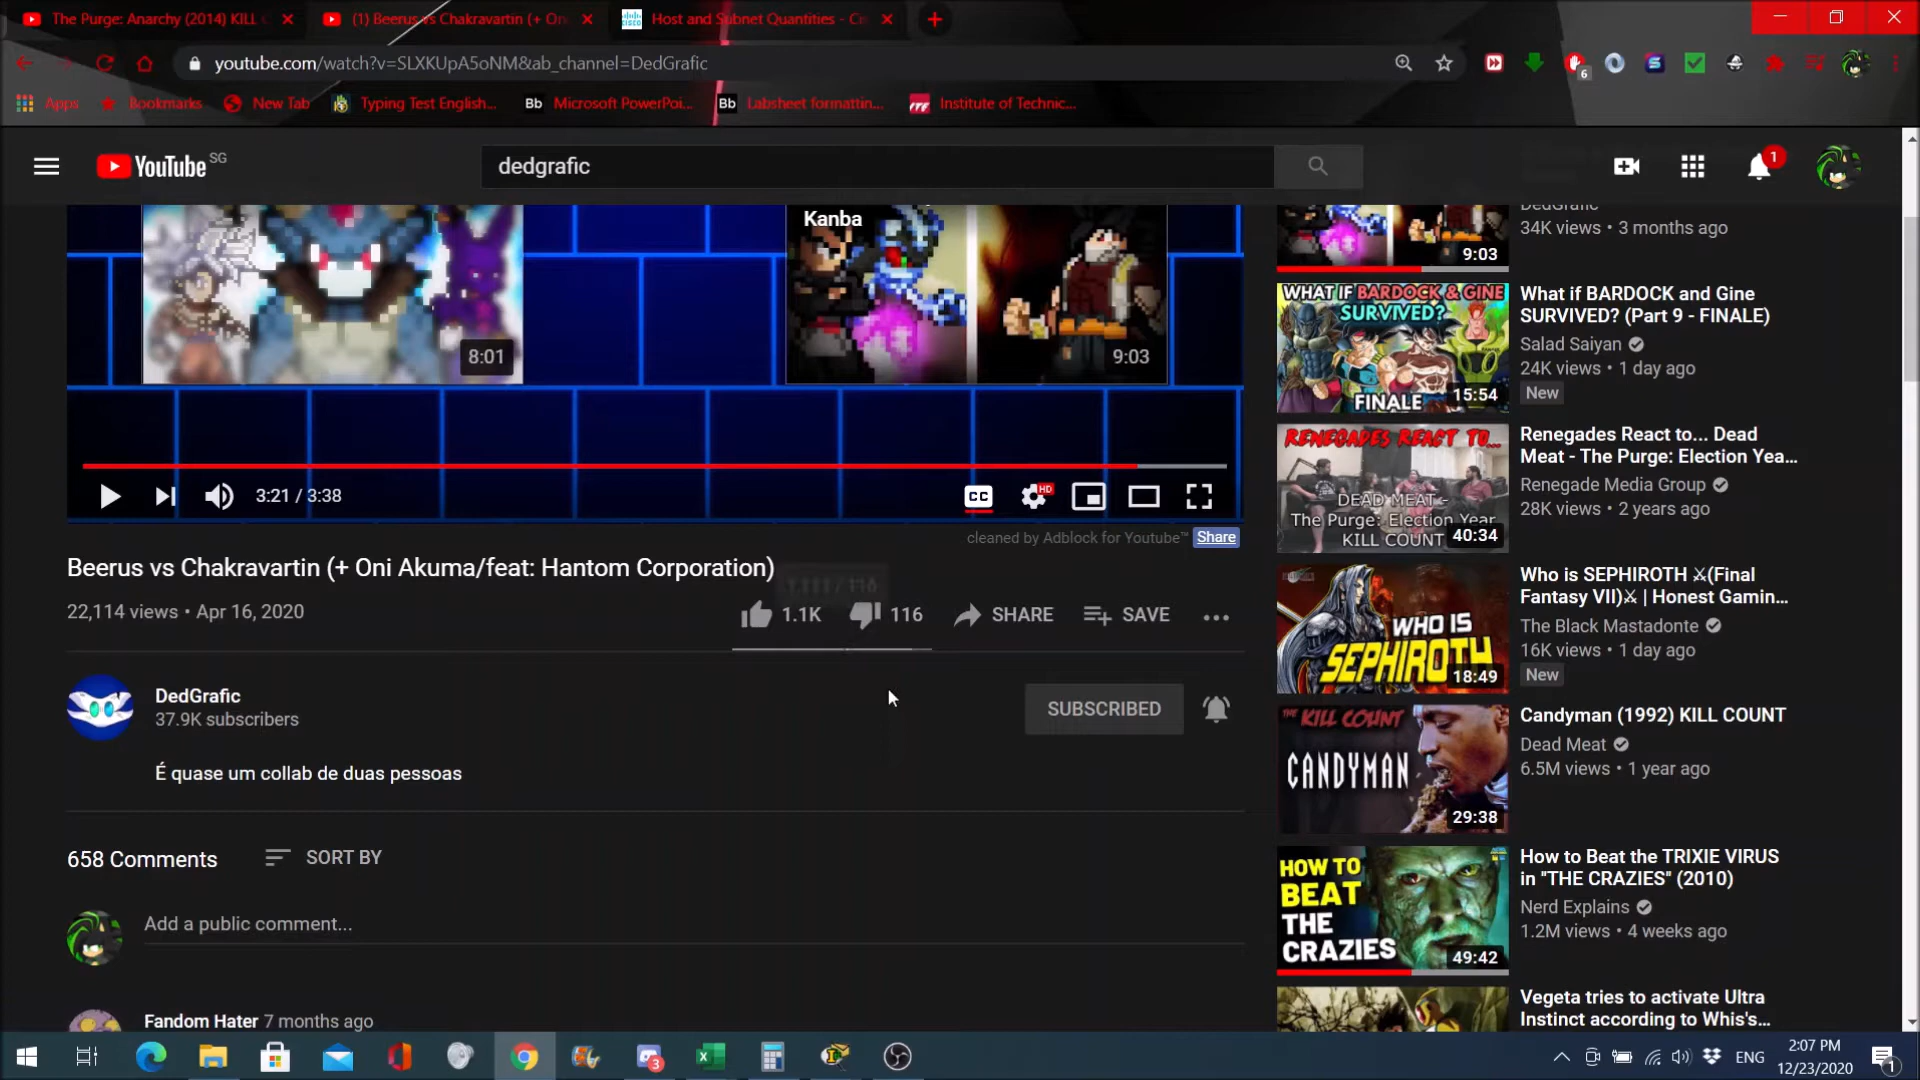 The Purge: Anarchy (2014) KILL
(1) Beerus vs Chakravartin (+ On
Host and Subnet Quantities - Ci
youtube.com/watch?v=SLXKUpA5oNM&ab_channel=DedGrafic
6
Apps
Bookmarks
New Tab
Typing Test English...
Bb
Microsoft PowerPoi...
Bb
Labsheet formattin...
Institute of Technic...
YouTube SG
dedgrafic
1
8:01
Kanba
9:03
3:21 / 3:38
CC
HD
cleaned by Adblock for Youtube™
Share
Beerus vs Chakravartin (+ Oni Akuma/feat: Hantom Corporation)
22,114 views • Apr 16, 2020
1.1K
116
SHARE
SAVE
DedGrafic
37.9K subscribers
SUBSCRIBED
É quase um collab de duas pessoas
658 Comments
SORT BY
Add a public comment...
Fandom Hater 7 months ago
DedGrafic
34K views • 3 months ago
9:03
WHAT IF BARDOCK & GINE
SURVIVED?
FINALE
15:54
What if BARDOCK and Gine
SURVIVED? (Part 9 - FINALE)
Salad Saiyan
24K views • 1 day ago
New
RENEGADES REACT TO...
DEAD MEAT -
The Purge: Election Year
KILL COUNT
40:34
Renegades React to... Dead
Meat - The Purge: Election Yea...
Renegade Media Group
28K views • 2 years ago
WHO IS
SEPHIROTH
18:49
Who is SEPHIROTH ⚔(Final
Fantasy VII)⚔ | Honest Gamin...
The Black Mastadonte
16K views • 1 day ago
New
THE KILL COUNT
CANDYMAN
29:38
Candyman (1992) KILL COUNT
Dead Meat
6.5M views • 1 year ago
HOW TO
BEAT
THE
CRAZIES
49:42
How to Beat the TRIXIE VIRUS
in "THE CRAZIES" (2010)
Nerd Explains
1.2M views • 4 weeks ago
Vegeta tries to activate Ultra
Instinct according to Whis's...
3
ENG
2:07 PM
12/23/2020
1